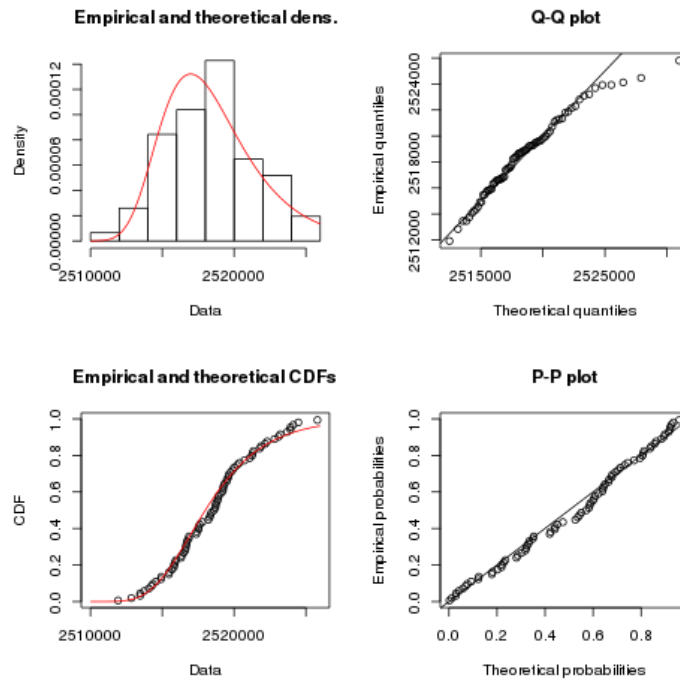 Empirical and theoretical dens.
Density
0.00000
0.00006
0.00012
2510000
2520000
Data
Q-Q plot
Empirical quantiles
2512000
2518000
2524000
2515000
2525000
Theoretical quantiles
Empirical and theoretical CDFs
CDF
0.0
0.2
0.4
0.6
0.8
1.0
2510000
2520000
Data
P-P plot
Empirical probabilities
0.0
0.2
0.4
0.6
0.8
1.0
0.0
0.2
0.4
0.6
0.8
Theoretical probabilities